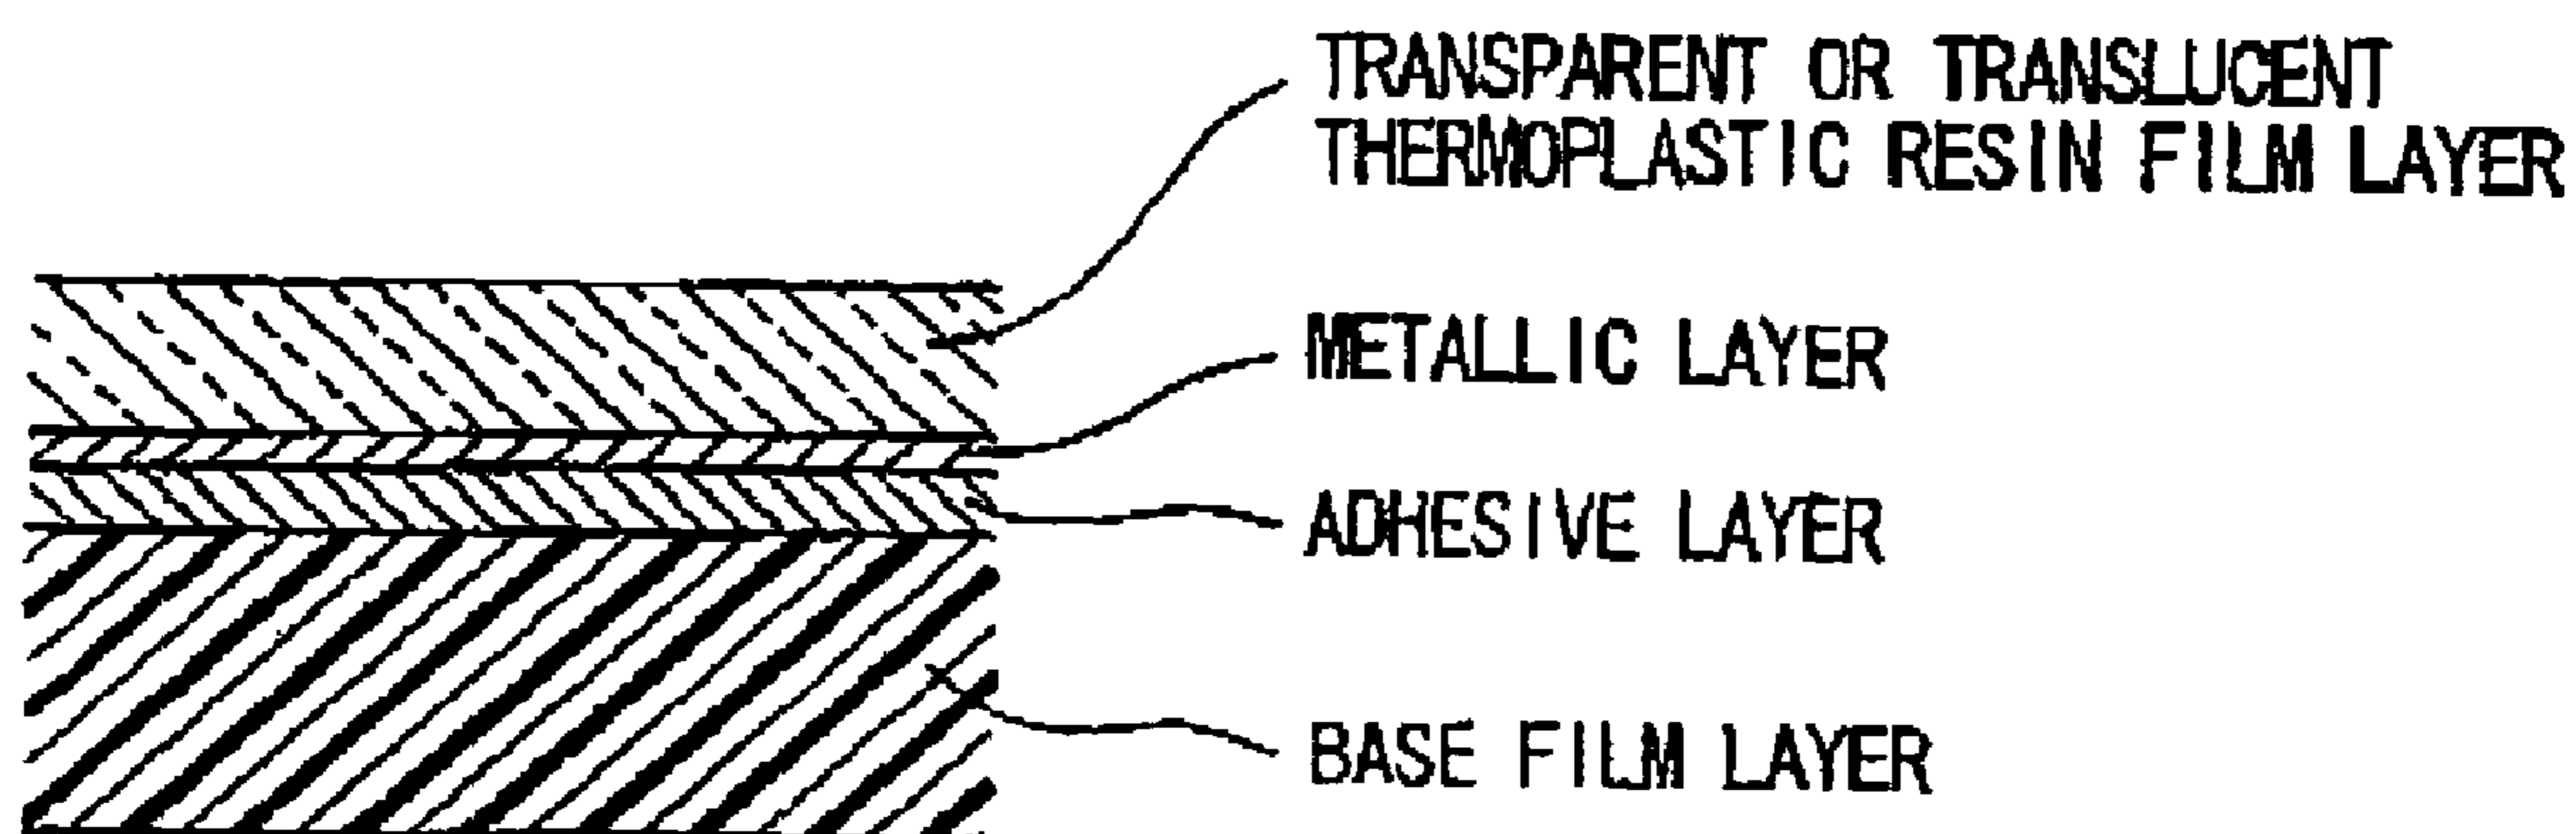 TRANSPARENT OR TRANSLUCENT
THERMOPLASTIC RESIN FILM LAYER
METALLIC LAYER
ADHESIVE LAYER
BASE FILM LAYER